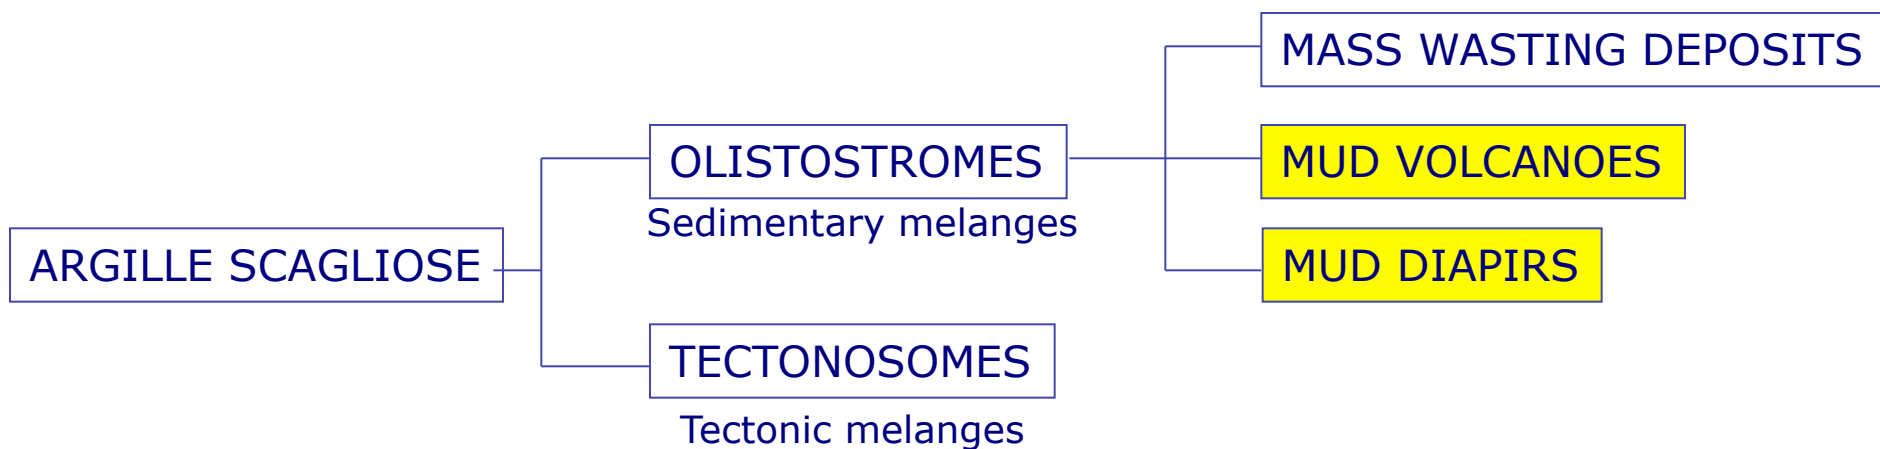 MASS WASTING DEPOSITS
OLISTOSTROMES
MUD VOLCANOES
Sedimentary melanges
ARGILLE SCAGLIOSE
MUD DIAPIRS
TECTONOSOMES
Tectonic melanges